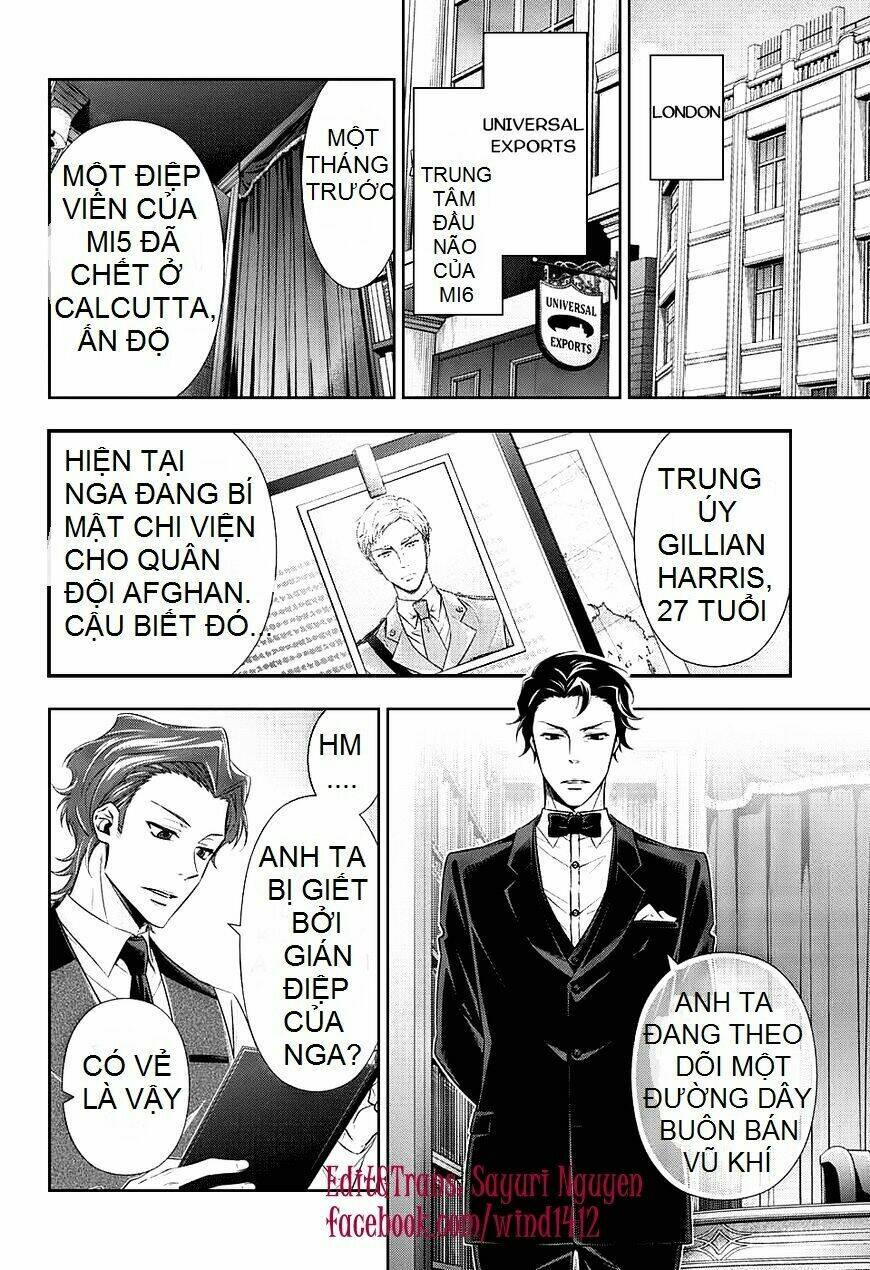 LONDON
UNIVERSAL
EXPORTS
TRUNG
TÂM
ĐẦU
NÃO
CỦA
MI6
UNIVERSAL
EXPORTS
MỘT
THÁNG
TRƯỚC
MỘT ĐIỆP
VIÊN CỦA
MI5 ĐÃ
CHẾT Ở
CALCUTTA,
ẤN ĐỘ
TRUNG
ÚY
GILLIAN
HARRIS,
27 TUỔI
HIỆN TẠI
NGA ĐANG BÍ
MẬT CHI VIỆN
CHO QUÂN
ĐỘI AFGHAN.
CẬU BIẾT ĐÓ...
ANH TA
ĐANG THEO
DÕI MỘT
ĐƯỜNG DÂY
BUÔN BÁN
VŨ KHÍ
HM
....
ANH TA
BỊ GIẾT
BỞI
GIÁN
ĐIỆP
CỦA
NGA?
CÓ VẺ
LÀ VẬY
Edit&Trans: Sayuri Nguyen
facebook.com/wind1412